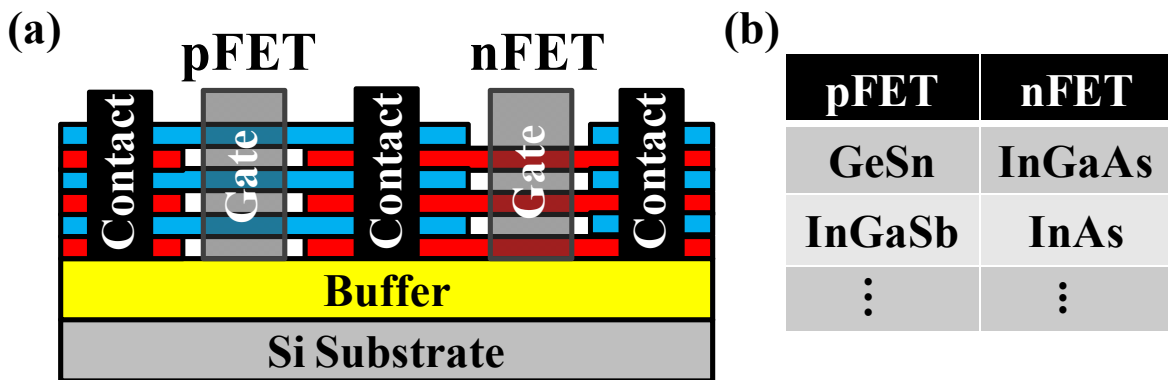 (a)
pFET
nFET
Contact
Gate
Contact
Gate
Contact
Buffer
Si Substrate
(b)
pFET nFET
GeSn InGaAs
InGaSb InAs
⋮ ⋮